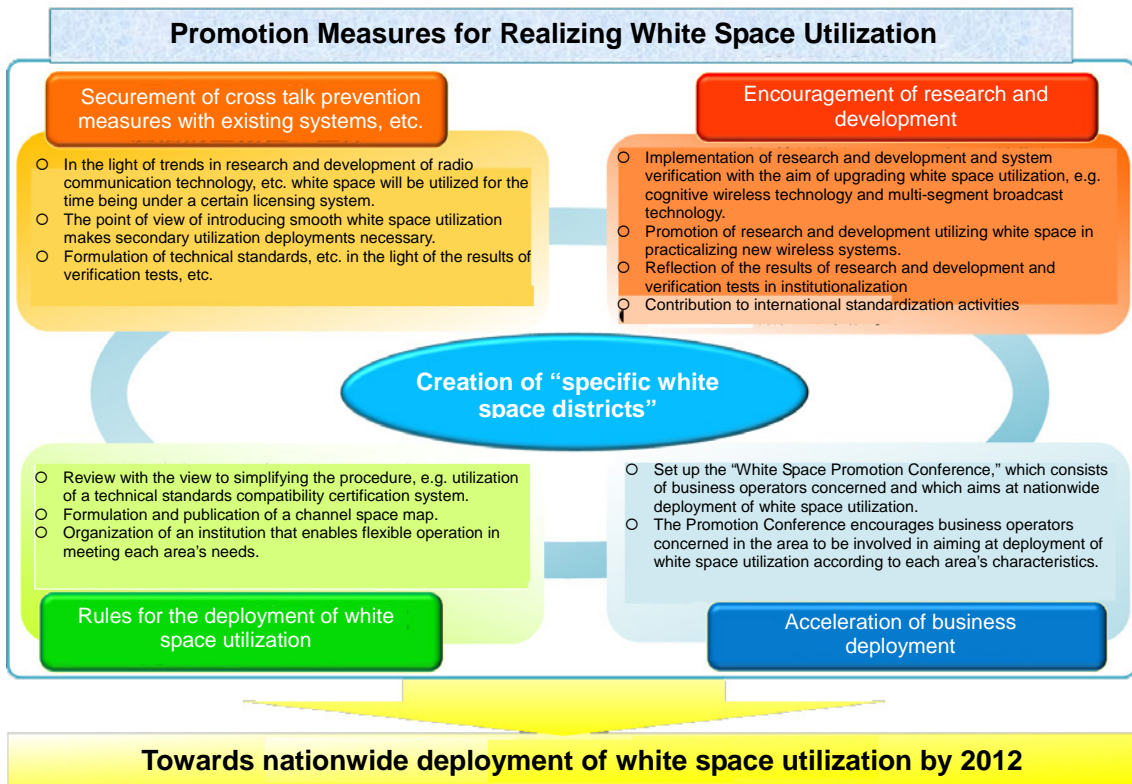 Promotion Measures for Realizing White Space Utilization
Securement of cross talk prevention
measures with existing systems, etc.
○ In the light of trends in research and development of radio
communication technology, etc. white space will be utilized for the
time being under a certain licensing system.
○ The point of view of introducing smooth white space utilization
makes secondary utilization deployments necessary.
○ Formulation of technical standards, etc. in the light of the results of
verification tests, etc.
Encouragement of research and
development
○ Implementation of research and development and system
verification with the aim of upgrading white space utilization, e.g.
cognitive wireless technology and multi-segment broadcast
technology.
○ Promotion of research and development utilizing white space in
practicalizing new wireless systems.
○ Reflection of the results of research and development and
verification tests in institutionalization
○ Contribution to international standardization activities
Creation of “specific white
space districts”
○ Review with the view to simplifying the procedure, e.g. utilization
of a technical standards compatibility certification system.
○ Formulation and publication of a channel space map.
○ Organization of an institution that enables flexible operation in
meeting each area’s needs.
Rules for the deployment of white
space utilization
○ Set up the “White Space Promotion Conference,” which consists
of business operators concerned and which aims at nationwide
deployment of white space utilization.
○ The Promotion Conference encourages business operators
concerned in the area to be involved in aiming at deployment of
white space utilization according to each area’s characteristics.
Acceleration of business
deployment
Towards nationwide deployment of white space utilization by 2012